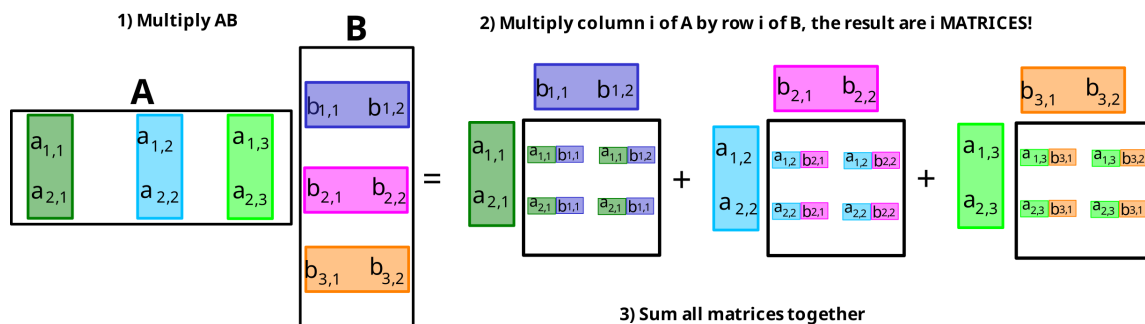 1) Multiply AB
2) Multiply column i of A by row i of B, the result are i MATRICES!
A
B
a1,1 a1,2 a1,3
a2,1 a2,2 a2,3
b1,1 b1,2
b2,1 b2,2
b3,1 b3,2
=
b1,1 b1,2
a1,1
a2,1
a1,1 b1,1 a1,1 b1,2
a2,1 b1,1 a2,1 b1,1
+
b2,1 b2,2
a1,2
a2,2
a1,2 b2,1 a1,2 b2,2
a2,2 b2,1 a2,2 b2,2
+
b3,1 b3,2
a1,3
a2,3
a1,3 b3,1 a1,3 b3,2
a2,3 b3,1 a2,3 b3,1
3) Sum all matrices together